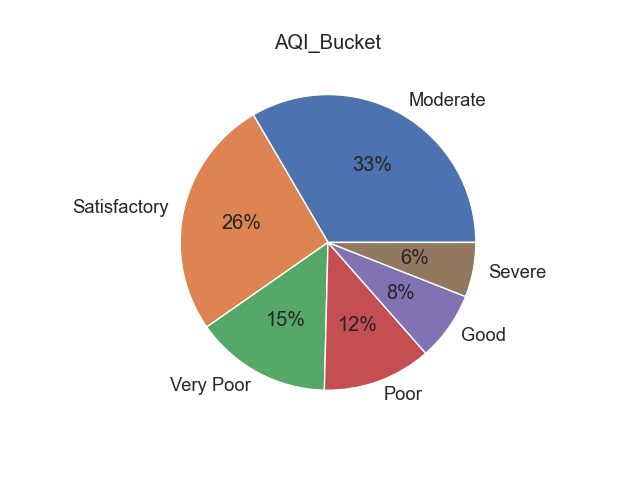 AQI_Bucket
Moderate
33%
Satisfactory
26%
6%
Severe
8%
Good
15%
12%
Very Poor
Poor